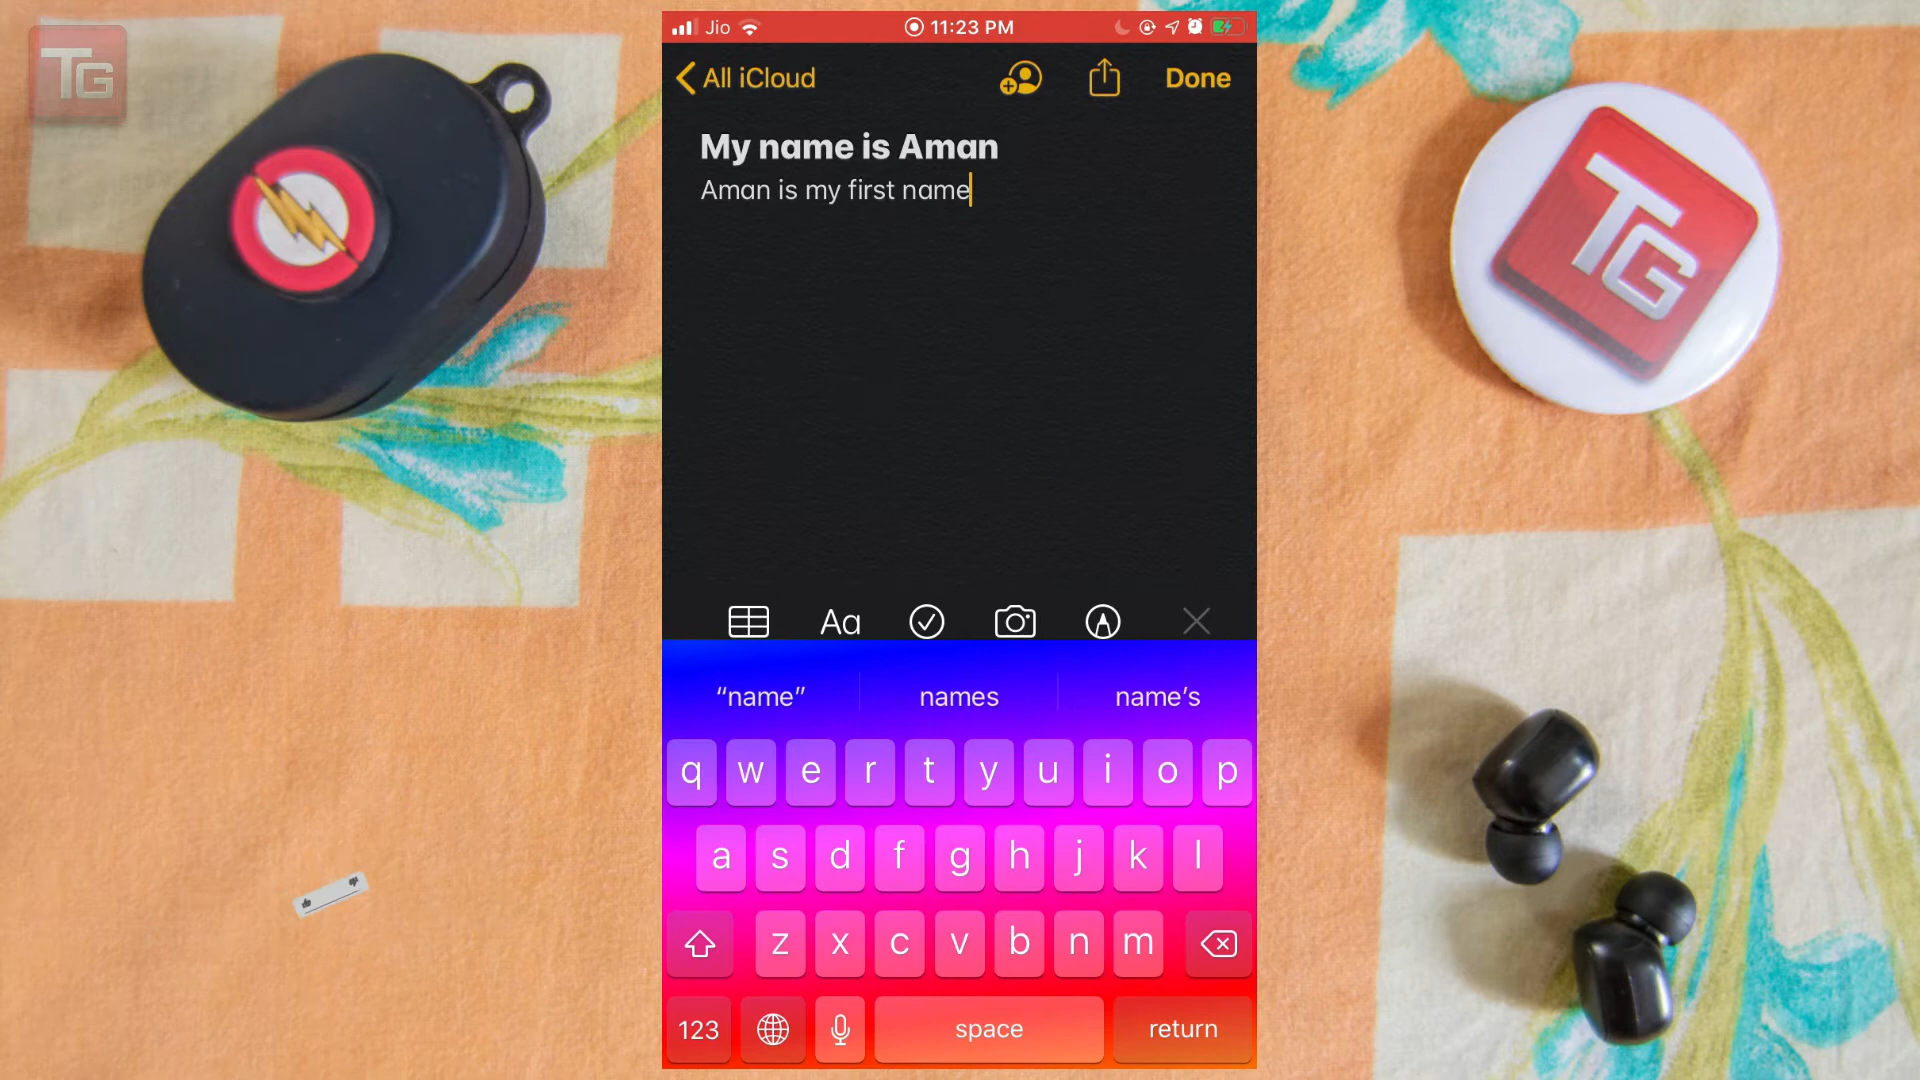 TG
Jio 11:23 PM
All iCloud Done
My name is Aman
Aman is my first name
Aa
“name” names name’s
q w e r t y u i o p
a s d f g h j k l
z x c v b n m
123 space return
TG